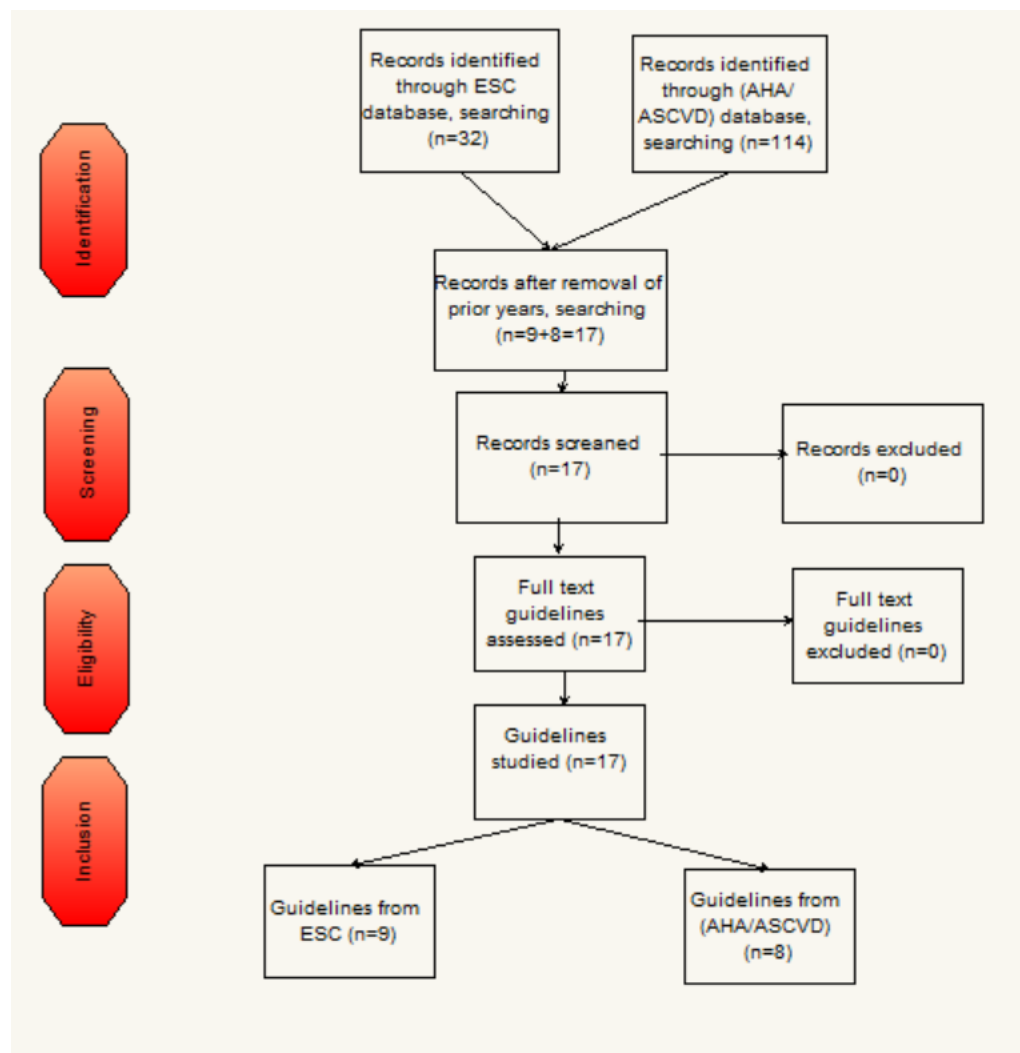 Records identified
through ESC
database, searching
(n=32)
Records identified
through (AHA/
ASCVD) database,
searching (n=114)
Identification
Records after removal of
prior years, searching
(n=9+8=17)
Screening
Records screaned
(n=17)
Records excluded
(n=0)
Eligibility
Full text
guidelines
assessed (n=17)
Full text
guidelines
excluded (n=0)
Guidelines
studied (n=17)
Inclusion
Guidelines from
ESC (n=9)
Guidelines from
(AHA/ASCVD)
(n=8)